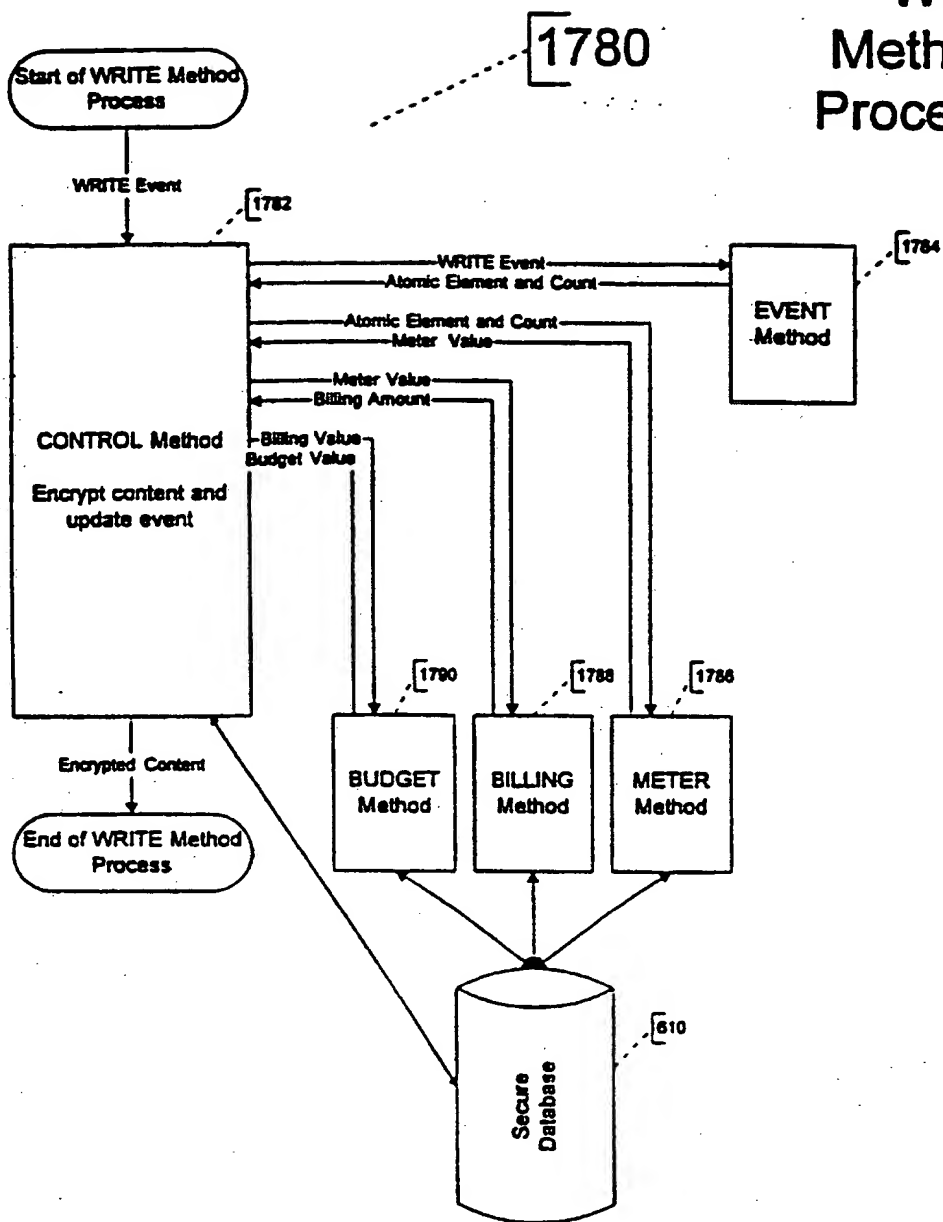 1780
Meth
Proce
Start of WRITE Method
Process
WRITE Event
1782
1784
WRITE Event
Atomic Element and Count
EVENT
Method
Atomic Element and Count
Meter Value
Meter Value
Billing Amount
CONTROL Method
Billing Value
Budget Value
Encrypt content and
update event
1790
1788
1786
Encrypted Content
BUDGET
Method
BILLING
Method
METER
Method
End of WRITE Method
Process
610
Secure
Database